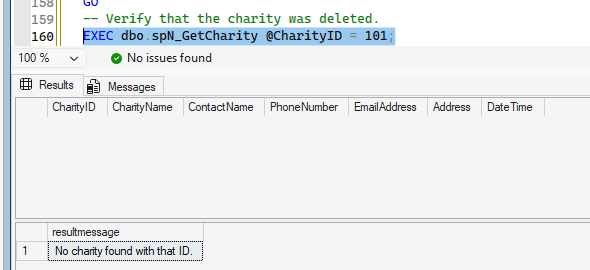 158 GO
159 -- Verify that the charity was deleted.
160 EXEC dbo.spN_GetCharity @CharityID = 101;
100 % No issues found
Results Messages
CharityID CharityName ContactName PhoneNumber EmailAddress Address DateTime
resultmessage
1 No charity found with that ID.